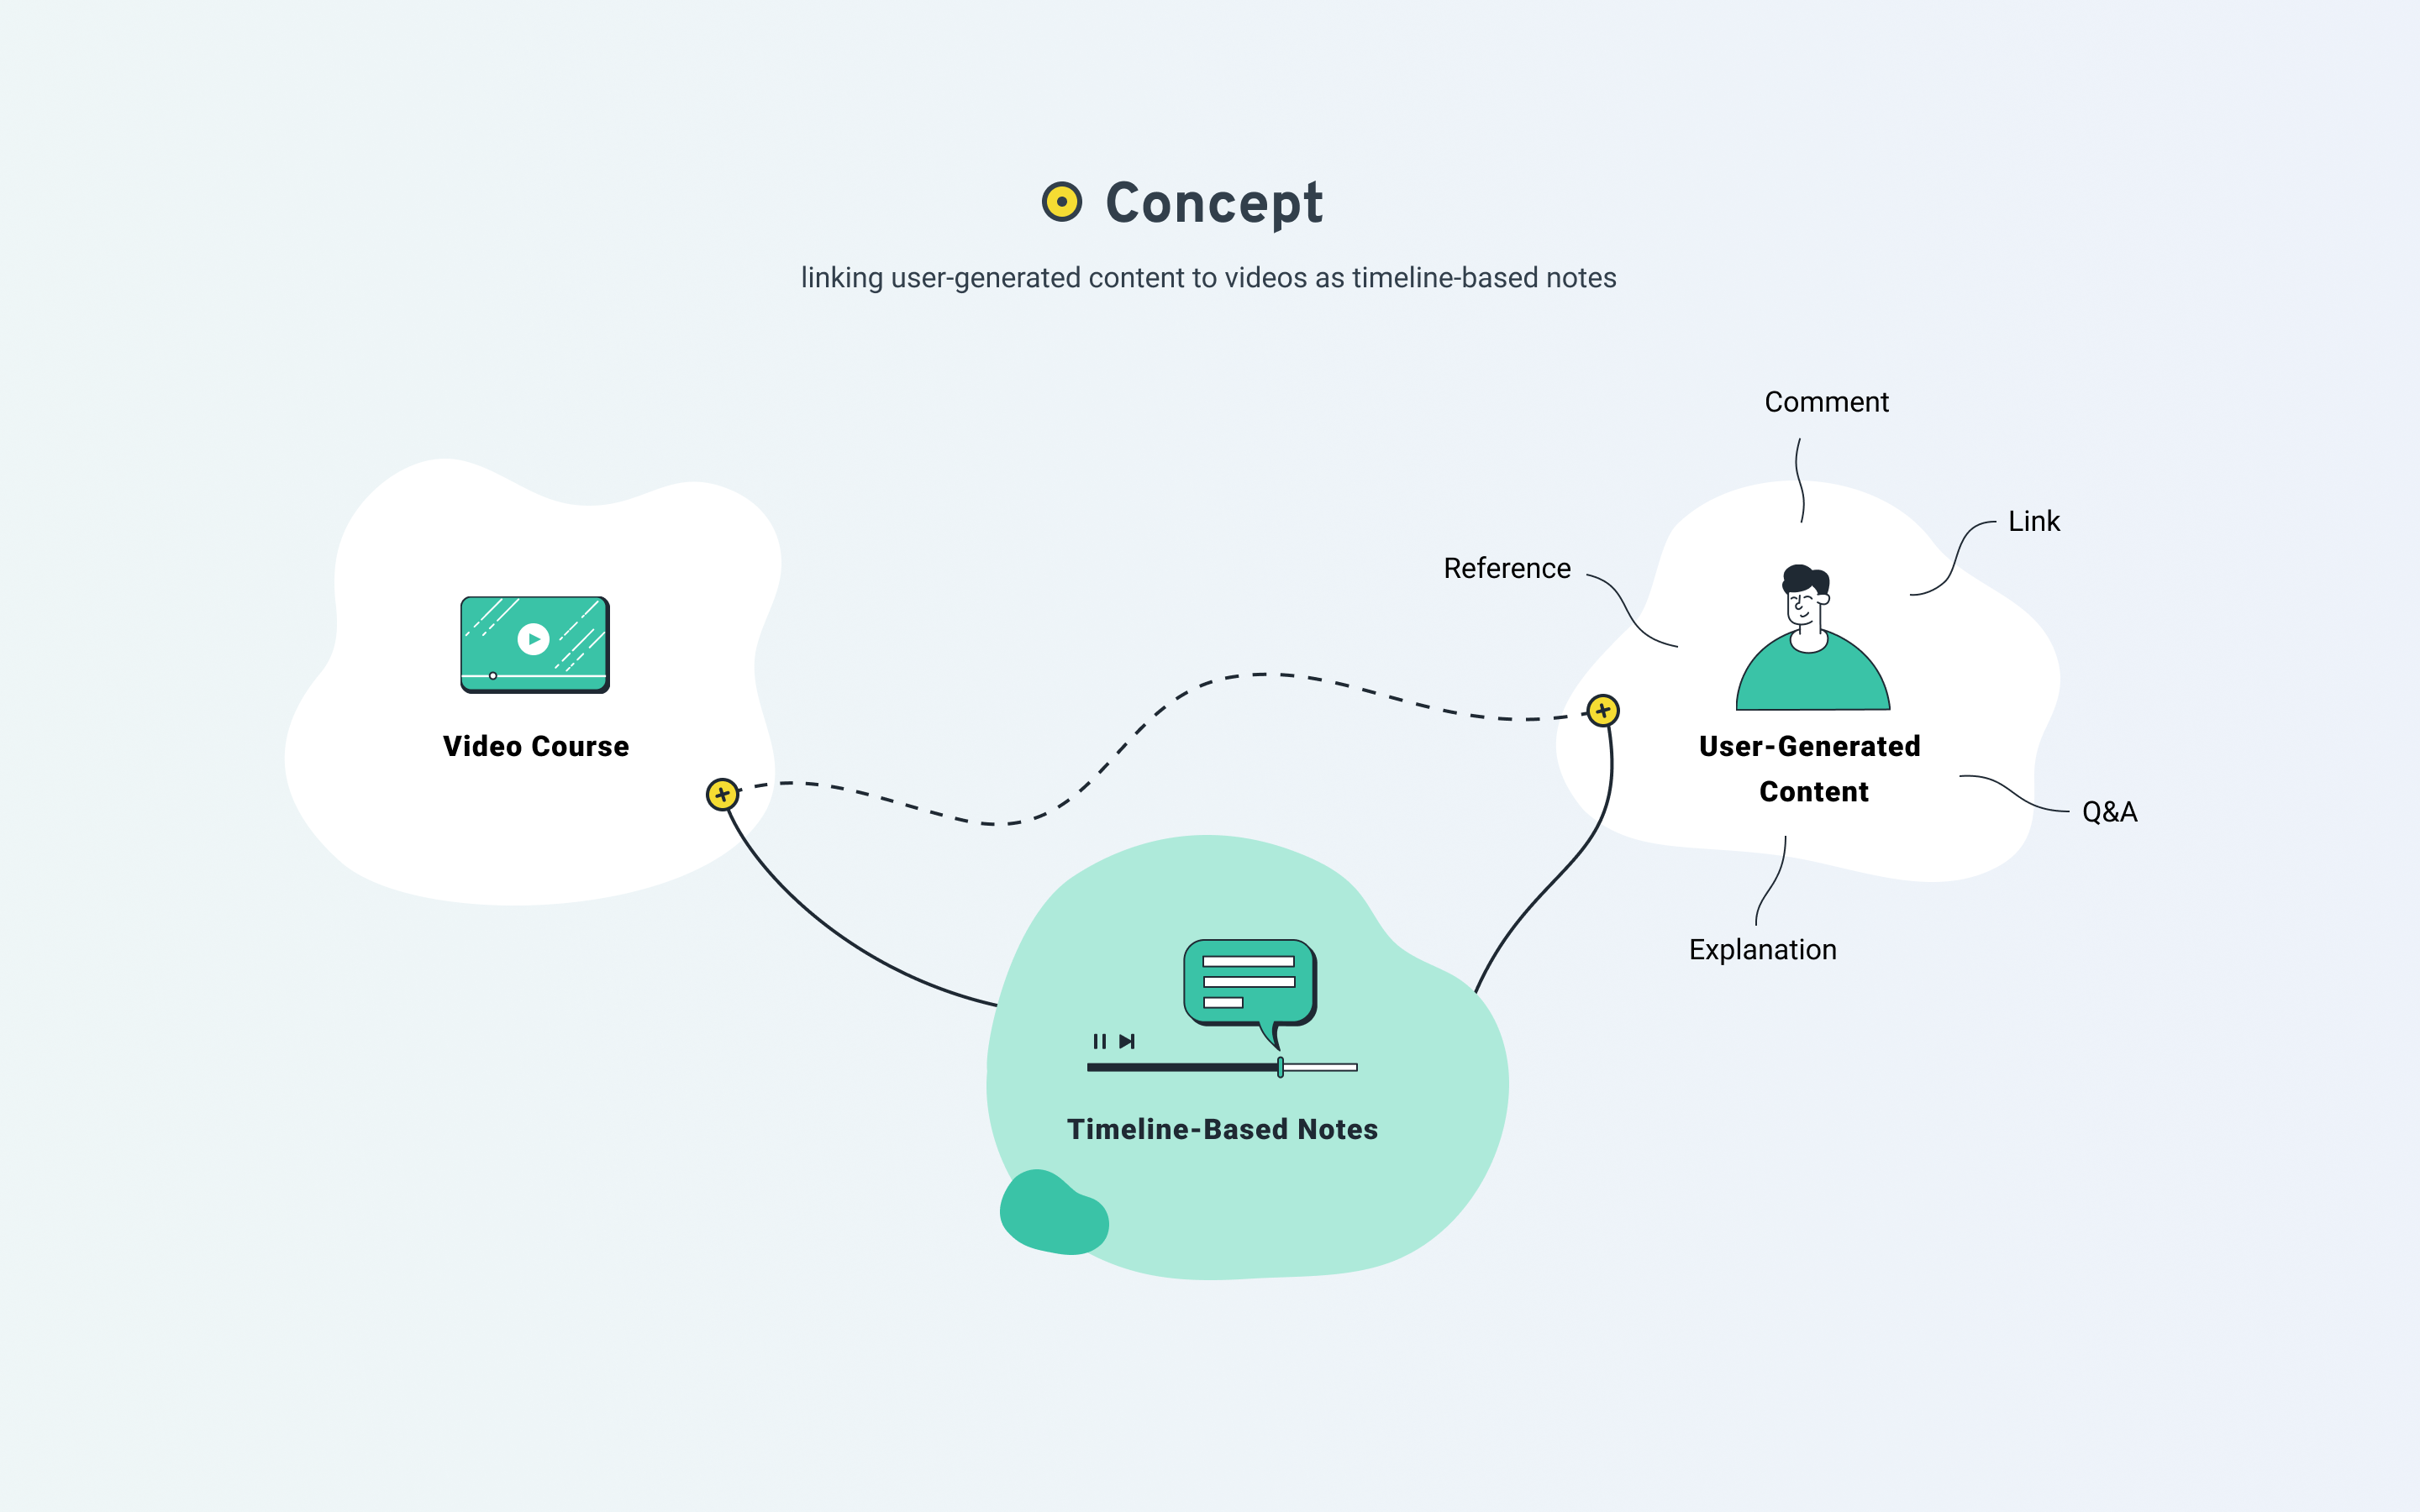 Concept
linking user-generated content to videos as timeline-based notes
Comment
Link
Reference
Video Course
User-Generated
Content
Q&A
Explanation
Timeline-Based Notes